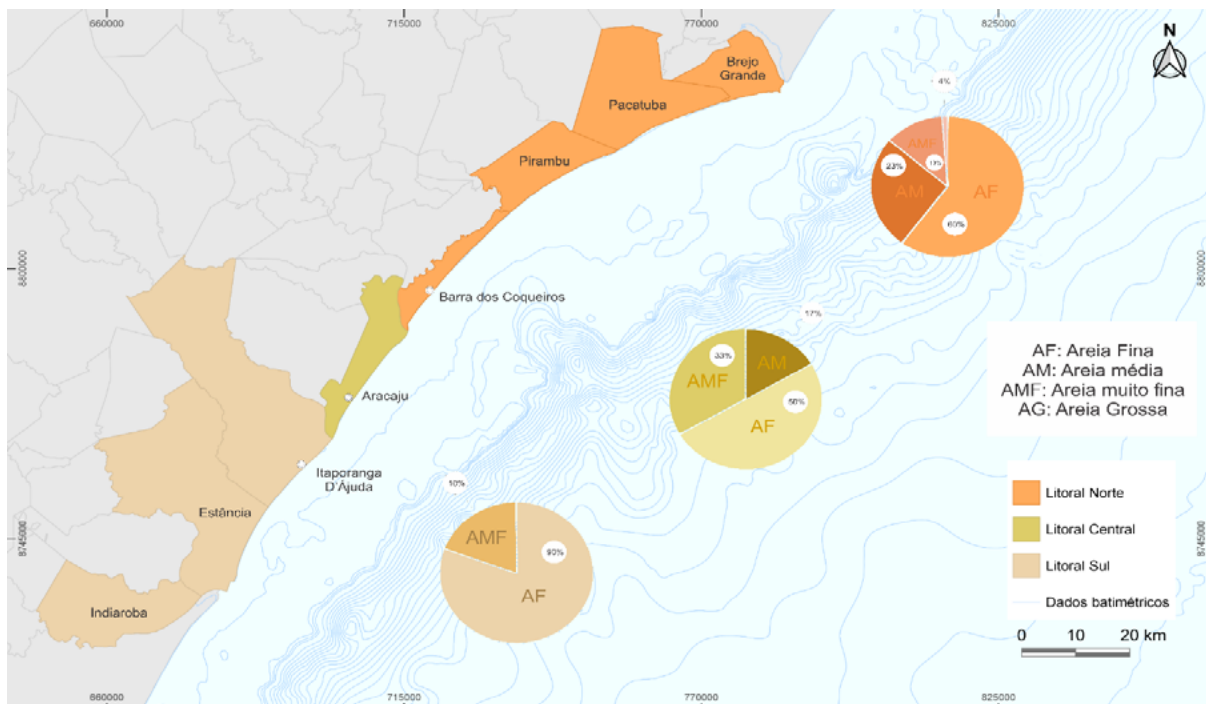 660000
715000
770000
825000
N
Brejo
Grande
Pacatuba
Pirambu
4%
AMF
23%
AM
AF
60%
8800000
8800000
Barra dos Coqueiros
17%
33%
AMF
AM
AF
Aracaju
AF: Areia Fina
AM: Areia média
AMF: Areia muito fina
AG: Areia Grossa
Itaporanga
D'Ájuda
10%
Estância
AMF
90%
AF
Litoral Norte
Litoral Central
Litoral Sul
Dados batimétricos
8745000
8745000
Indiaroba
0 10 20 km
660000
715000
770000
825000